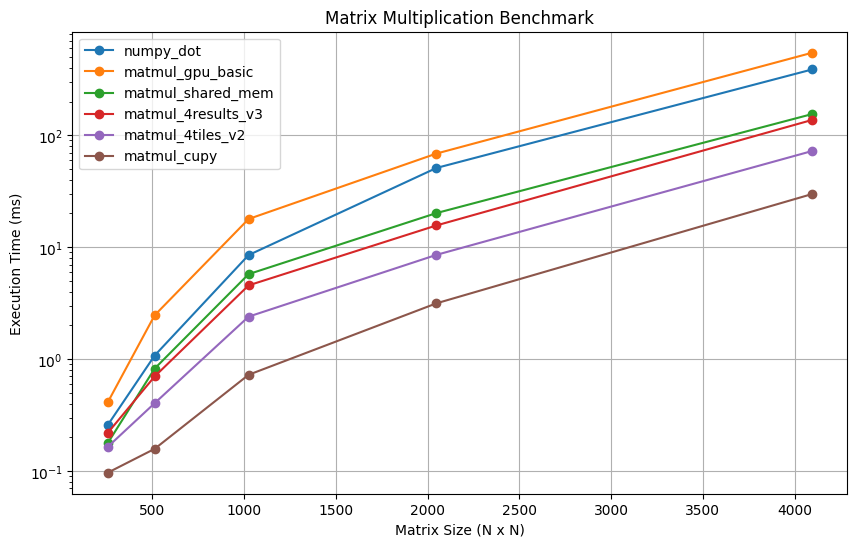 Matrix Multiplication Benchmark
numpy_dot
matmul_gpu_basic
matmul_shared_mem
matmul_4results_v3
matmul_4tiles_v2
matmul_cupy
Execution Time (ms)
10²
10¹
10⁰
10⁻¹
500 1000 1500 2000 2500 3000 3500 4000
Matrix Size (N x N)